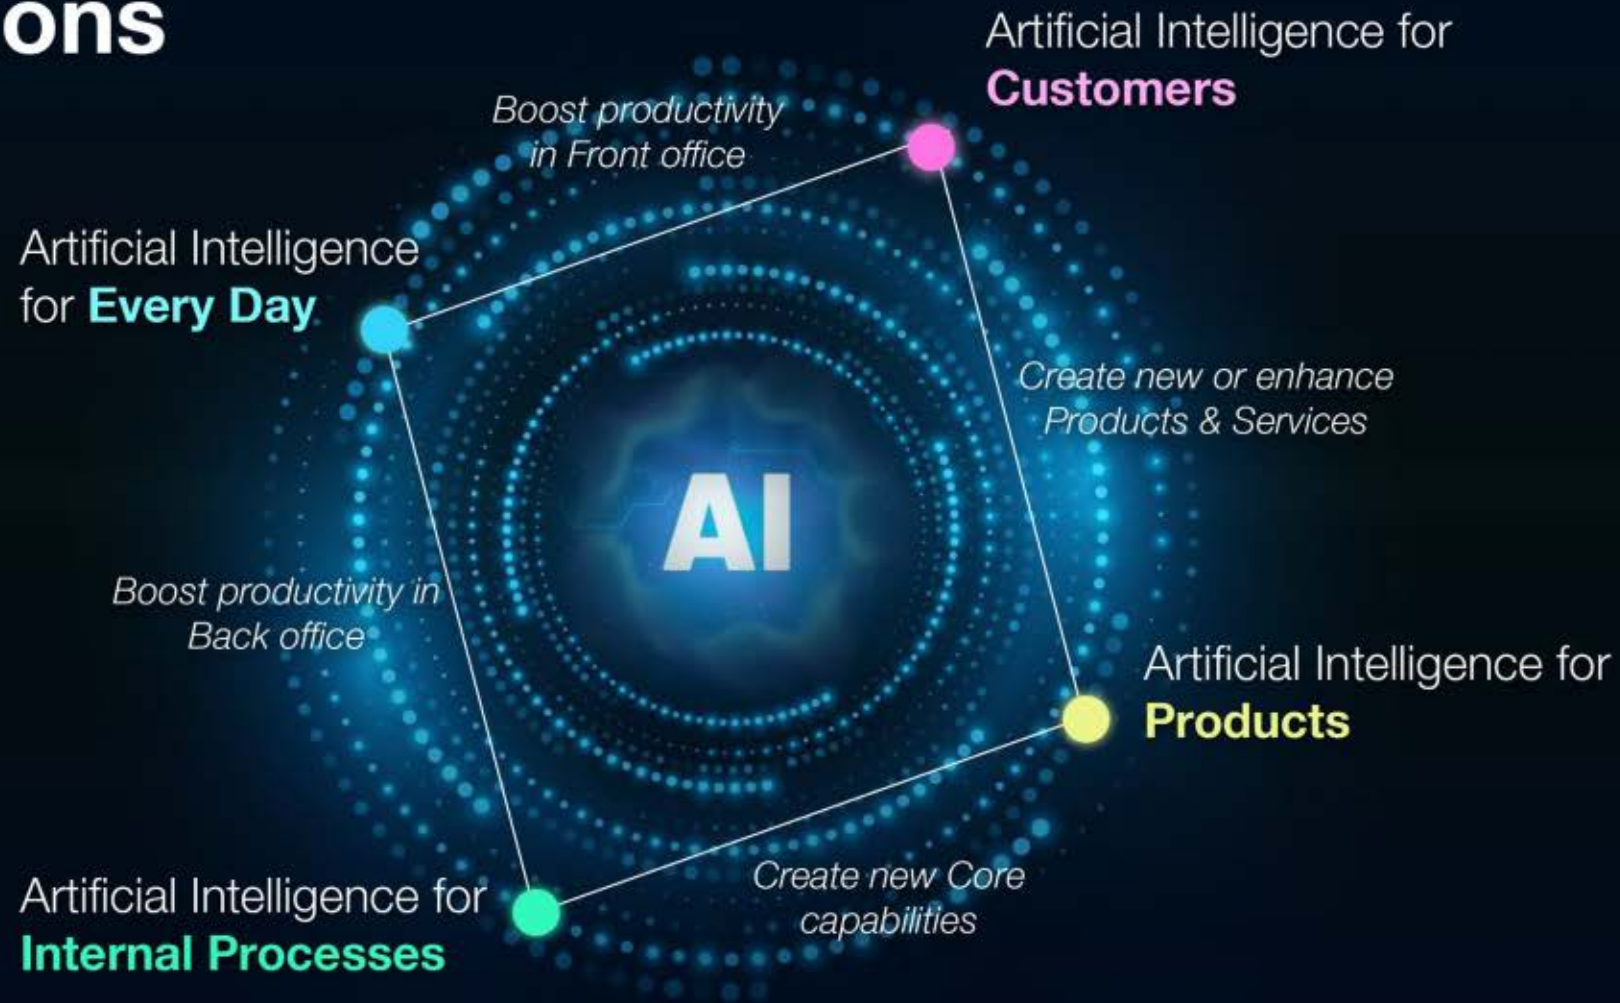 ons
Artificial Intelligence for
Customers
Boost productivity
in Front office
Artificial Intelligence
for Every Day
Create new or enhance
Products & Services
AI
Boost productivity in
Back office
Artificial Intelligence for
Products
Create new Core
capabilities
Artificial Intelligence for
Internal Processes